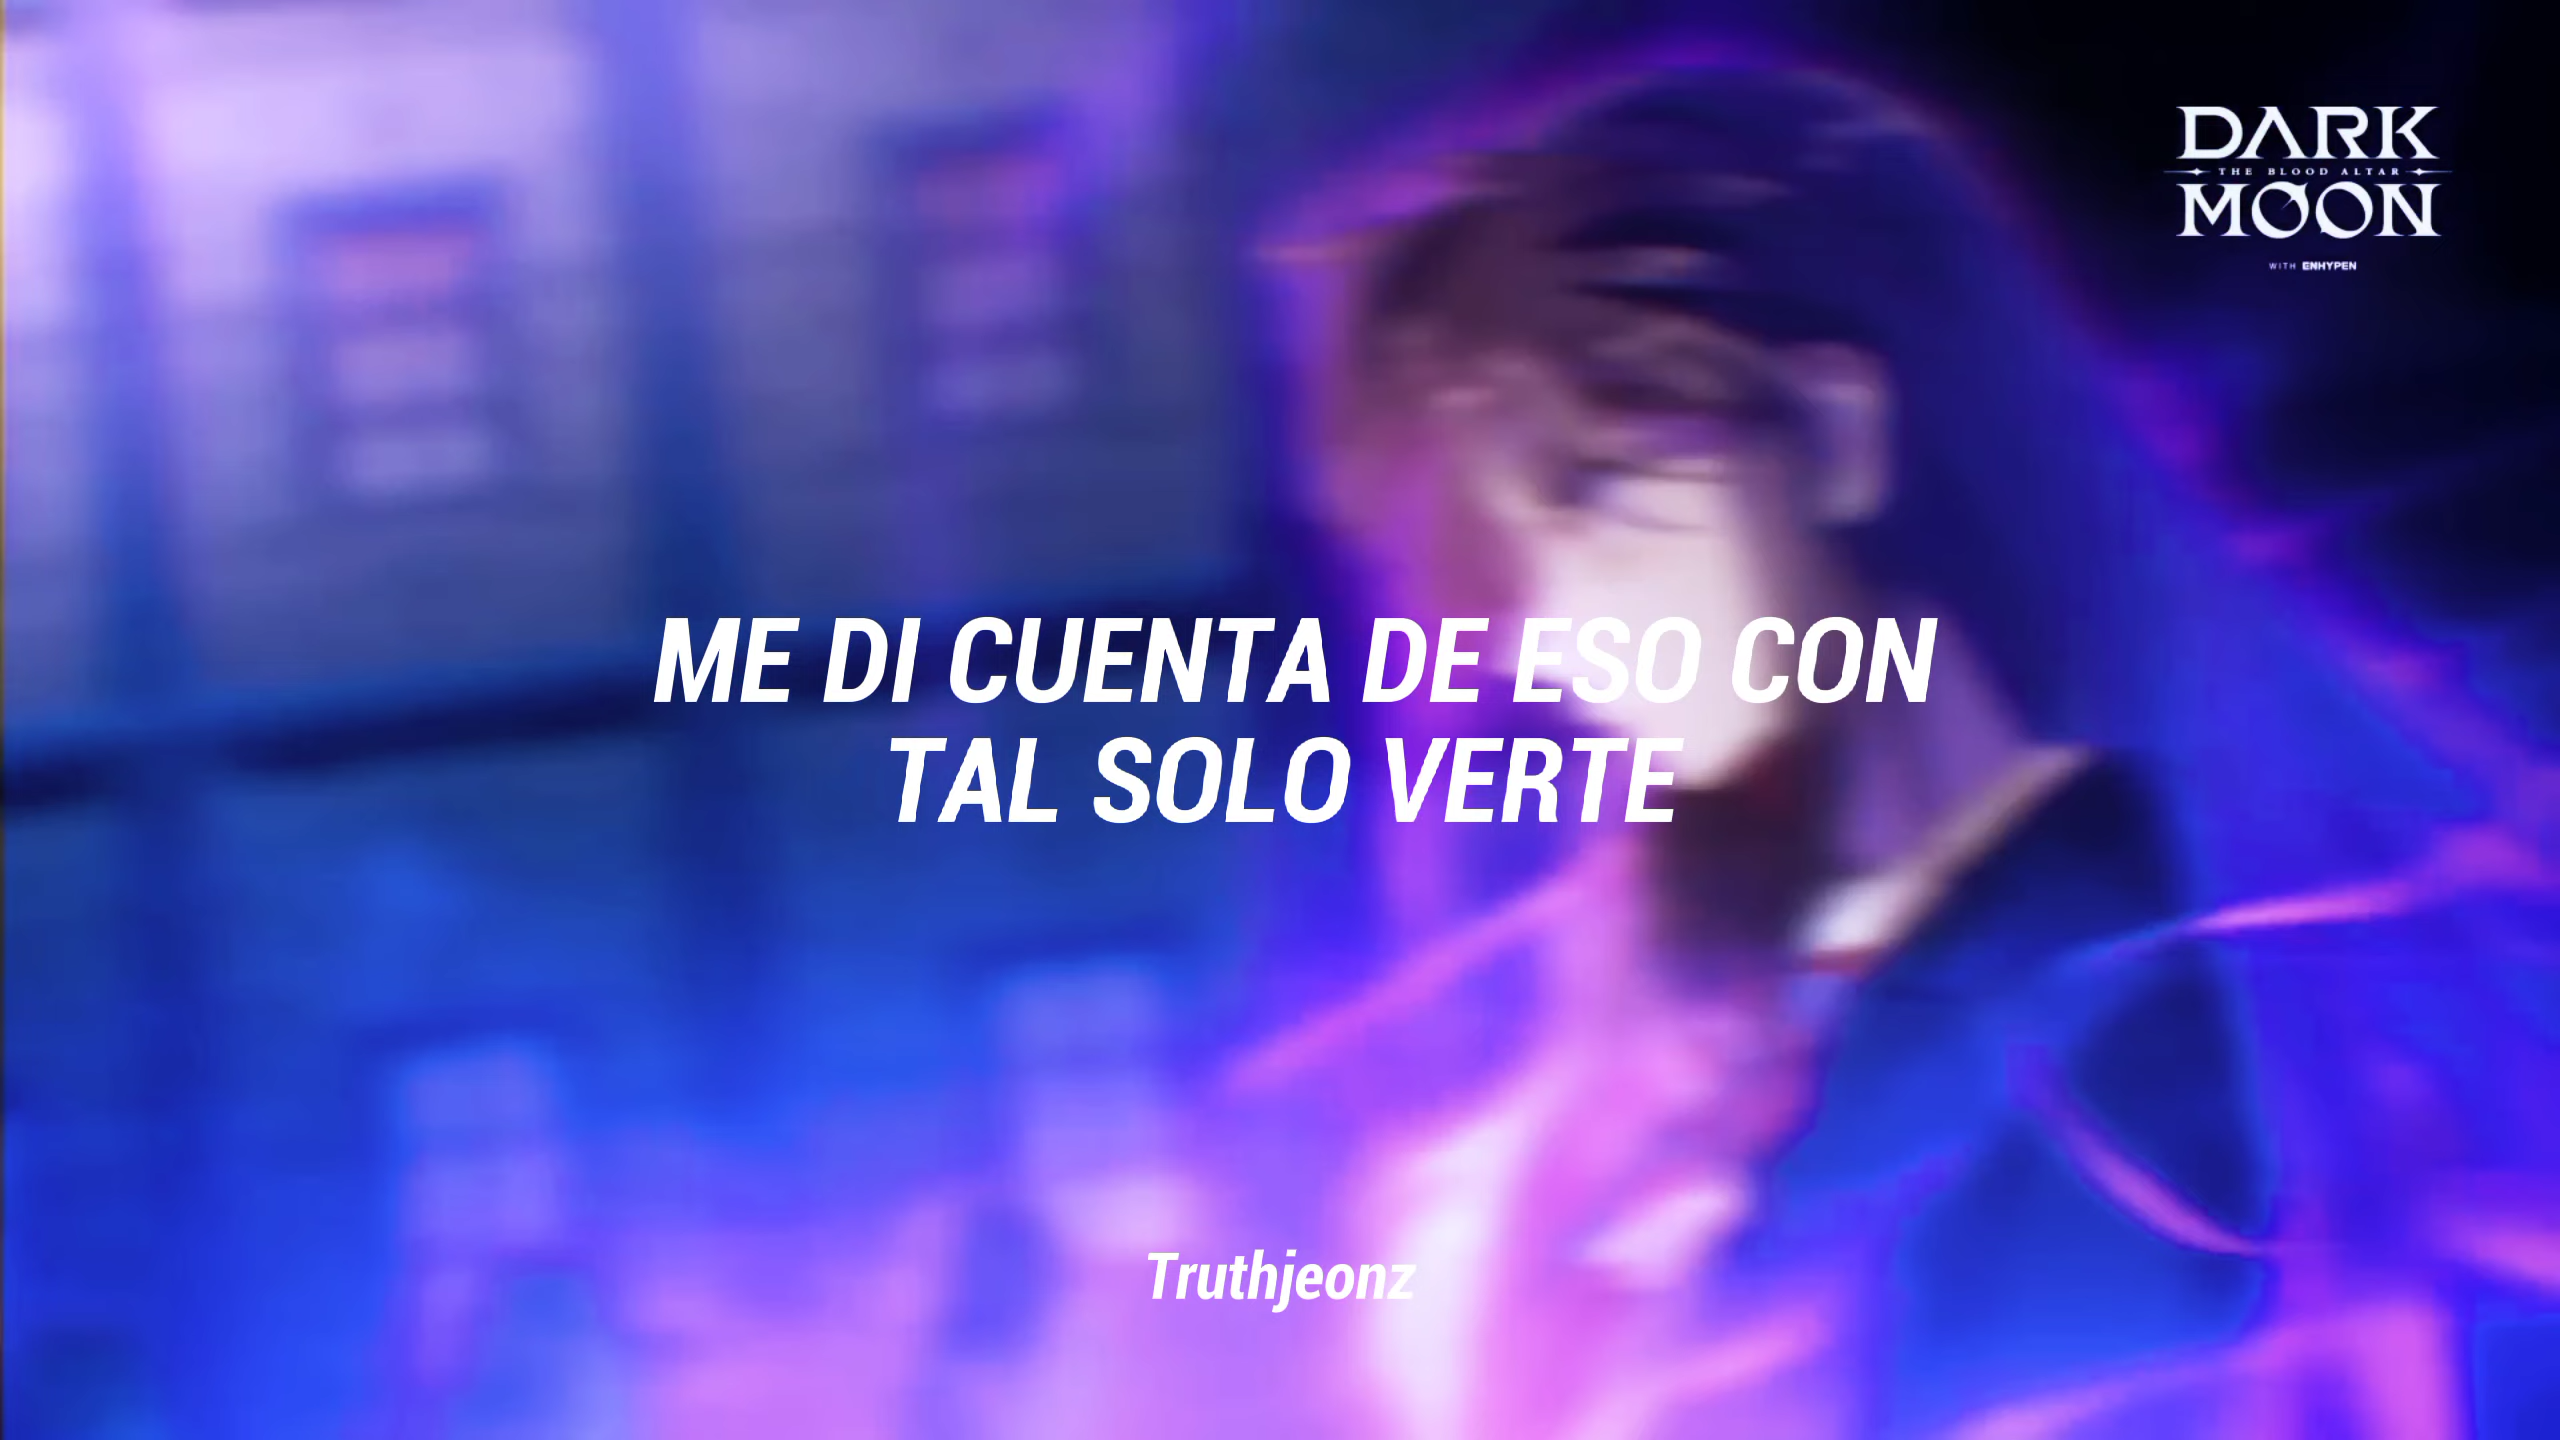 DARK
THE BLOOD ALTAR
MOON
WITH ENHYPEN
ME DI CUENTA DE ESO CON
TAL SOLO VERTE
Truthjeonz